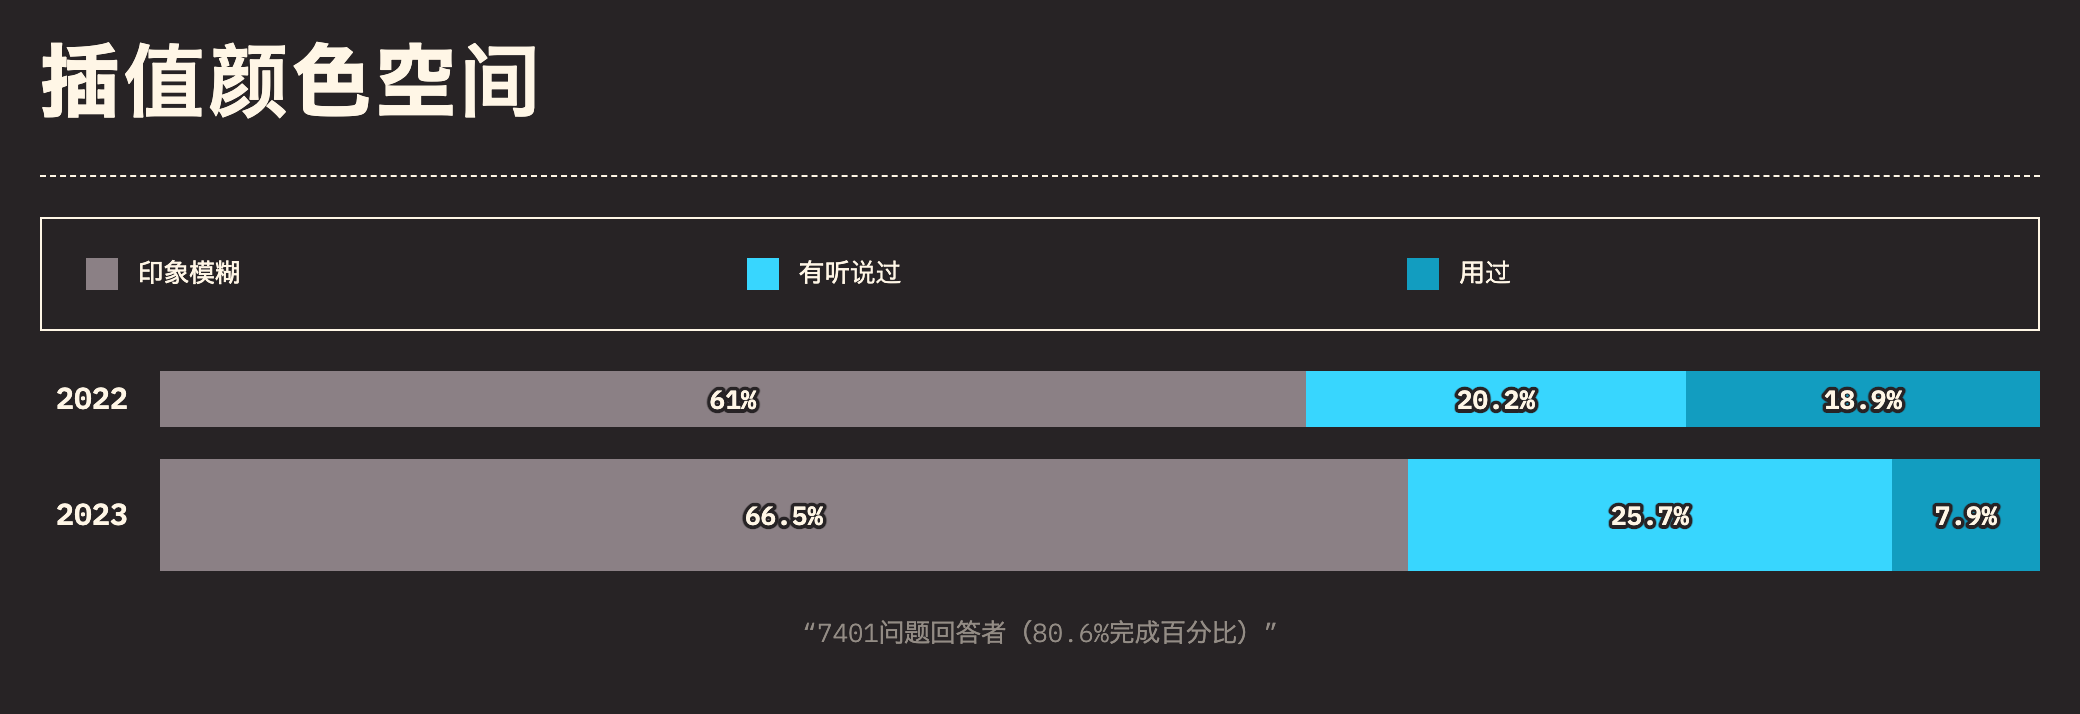 插值颜色空间
印象模糊 有听说过 用过
2022 61% 20.2% 18.9%
2023 66.5% 25.7% 7.9%
“7401问题回答者（80.6%完成百分比）”